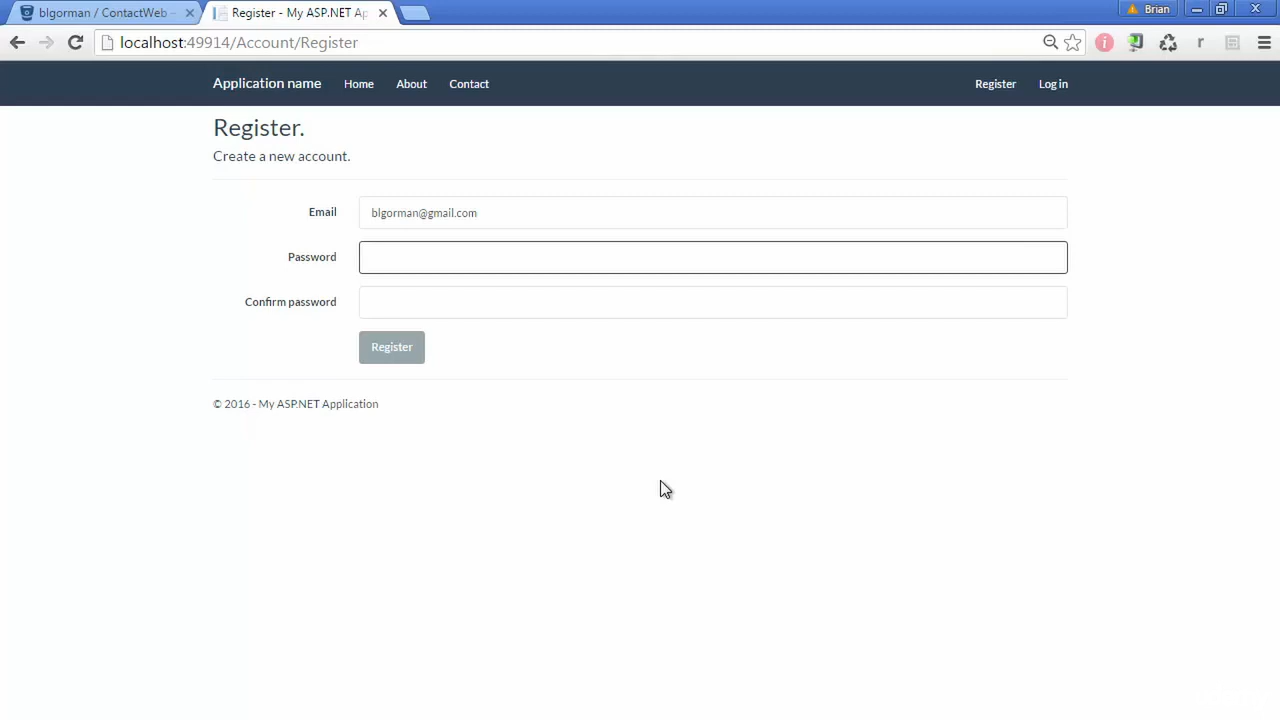 blgorman / ContactWeb -
Register - My ASP.NET Ap
Brian
localhost:49914/Account/Register
i
r
Application name
Home
About
Contact
Register
Log in
Register.
Create a new account.
Email
blgorman@gmail.com
Password
Confirm password
Register
© 2016 - My ASP.NET Application